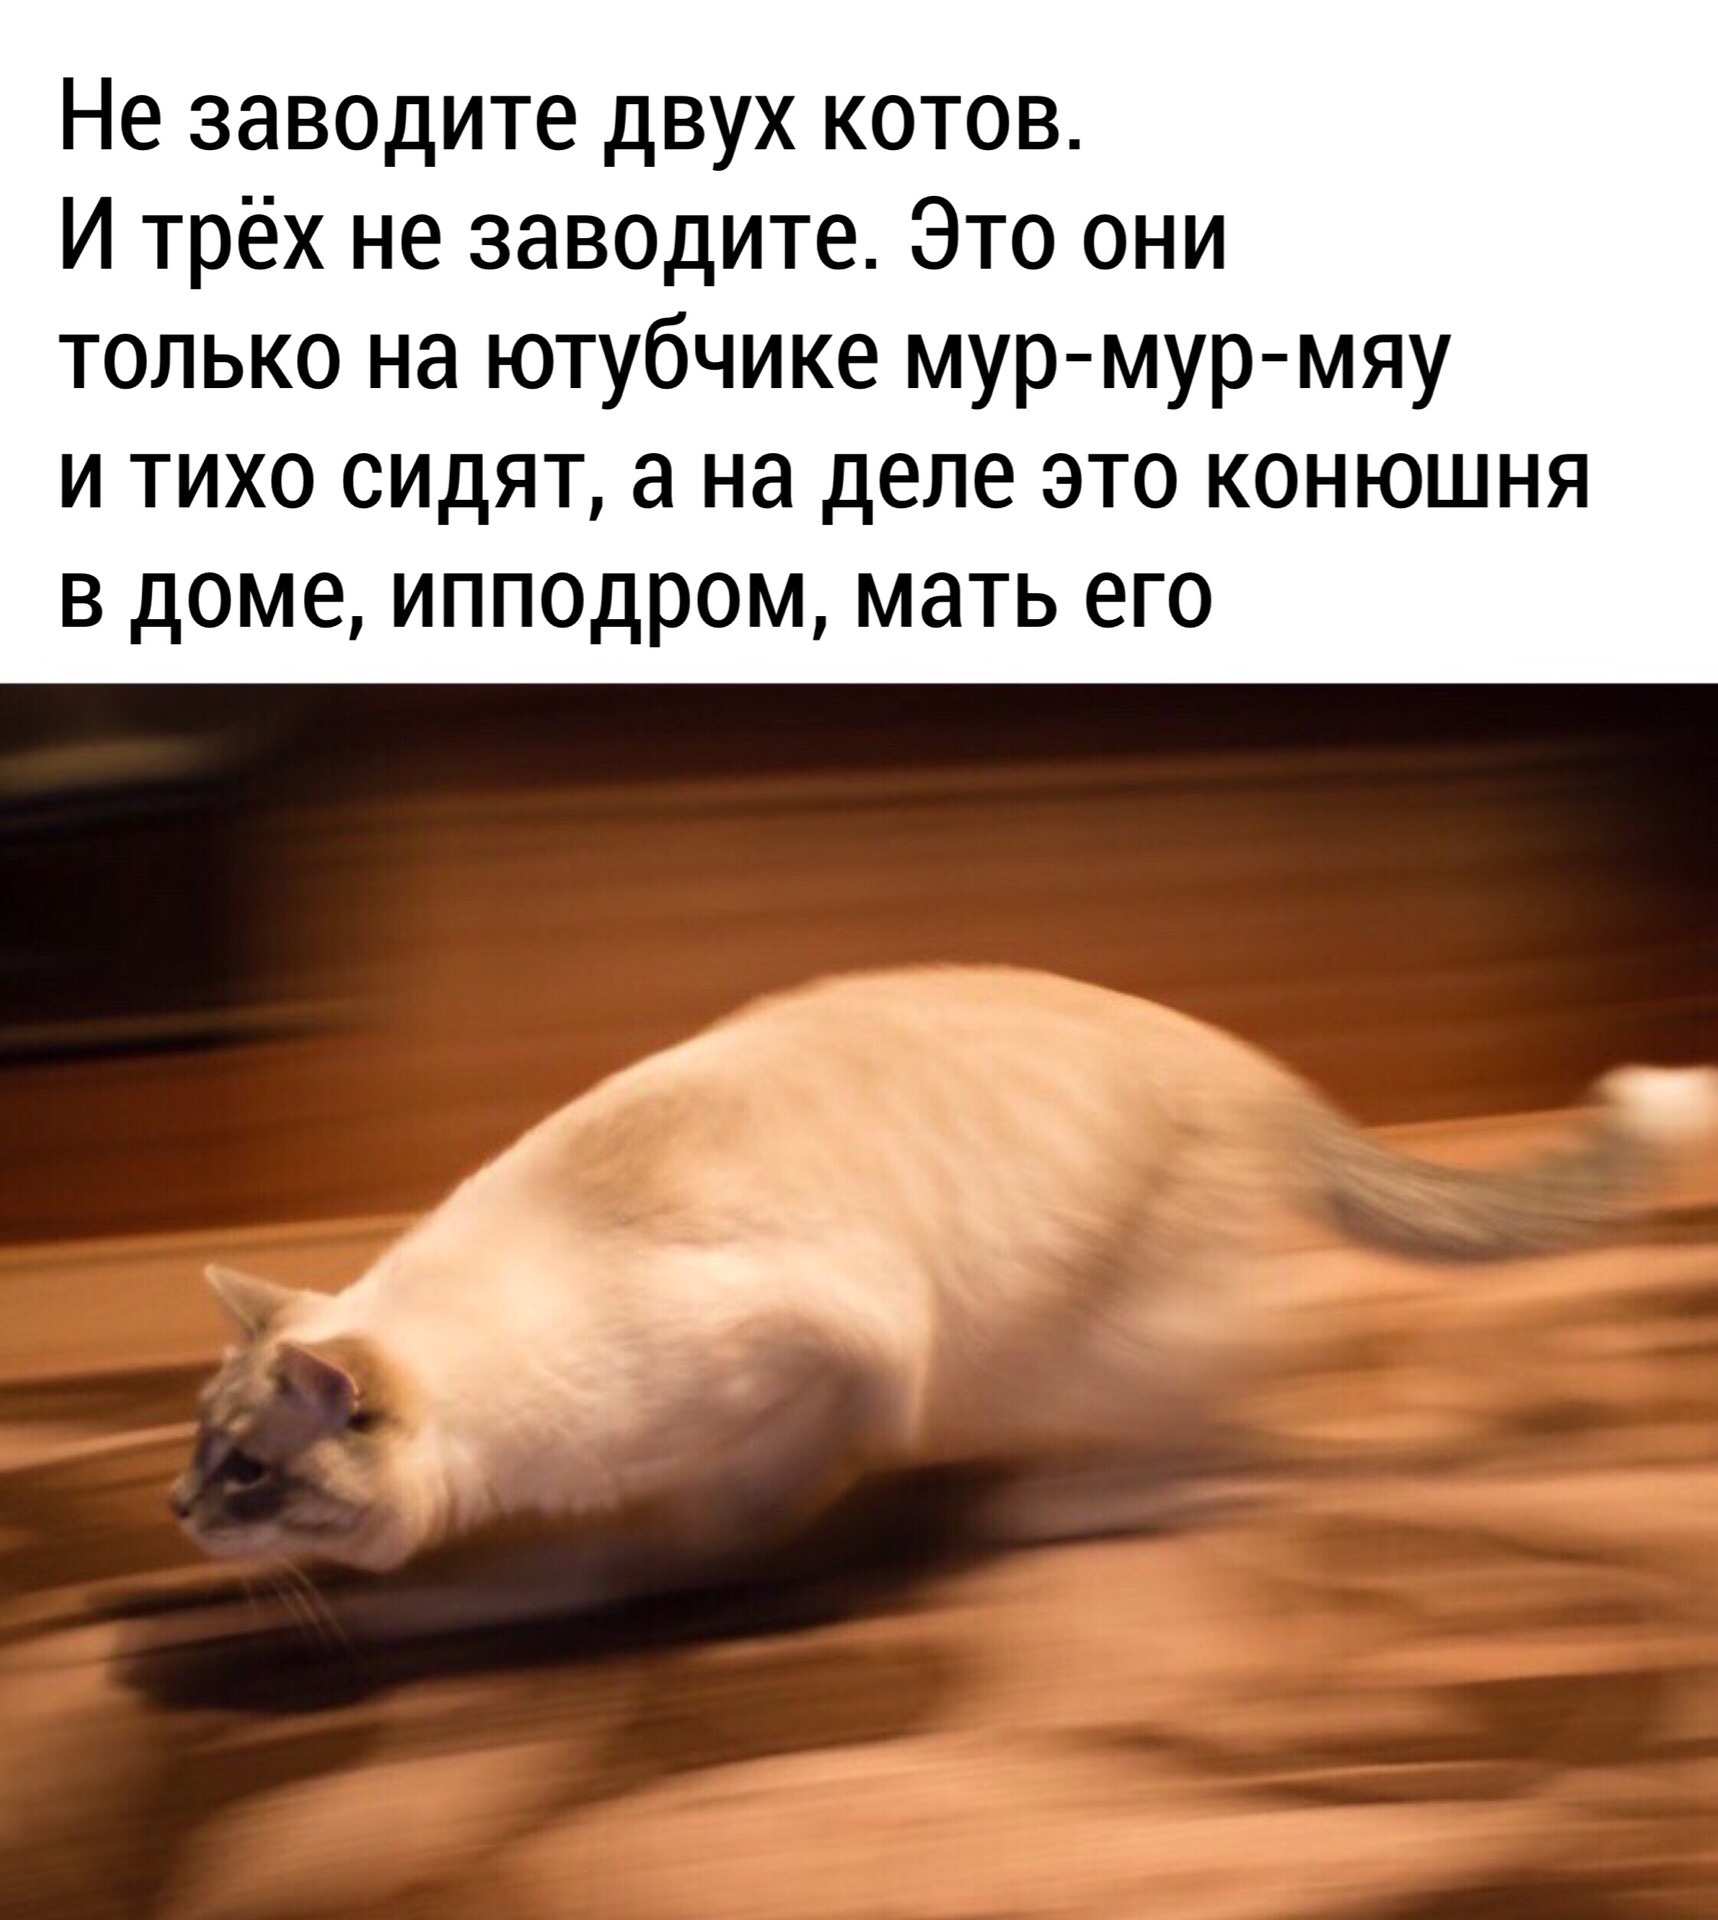 Не заводите двух котов.
И трёх не заводите. Это они
только на ютубчике мур-мур-мяу
и тихо сидят, а на деле это конюшня
в доме, ипподром, мать его